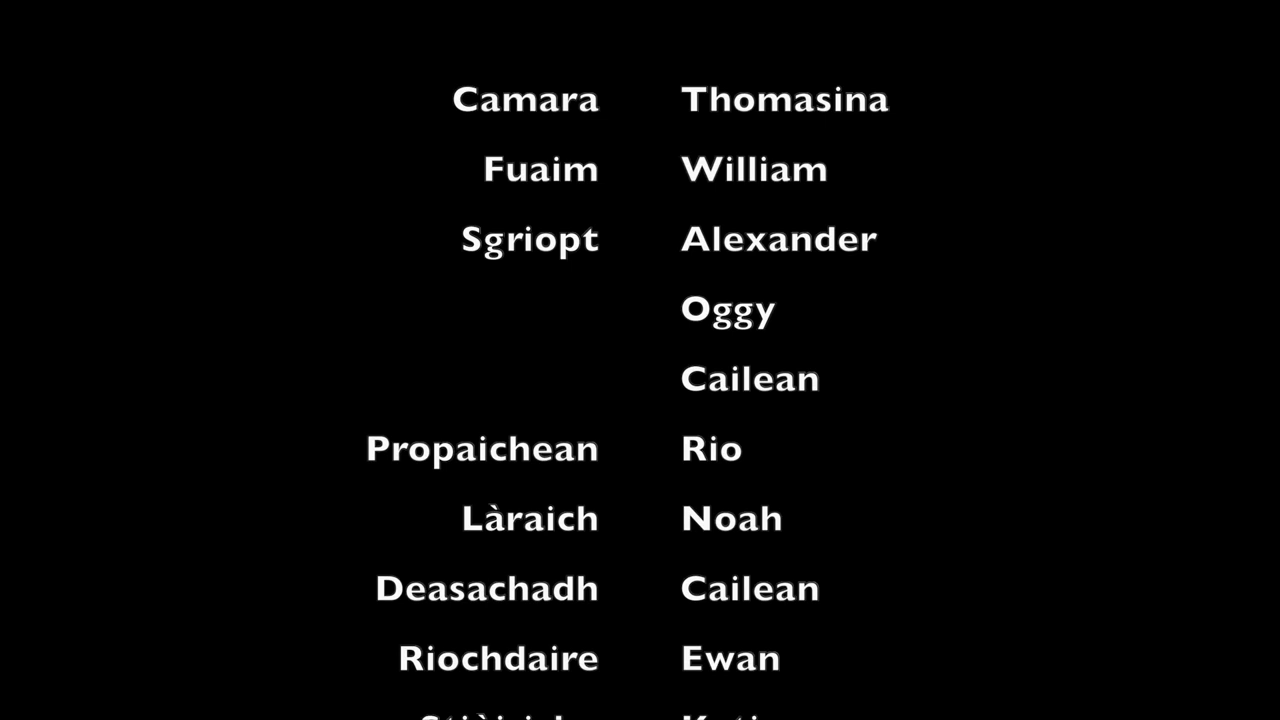 Camara Thomasina
Fuaim William
Sgriopt Alexander
Oggy
Cailean
Propaichean Rio
Làraich Noah
Deasachadh Cailean
Riochdaire Ewan